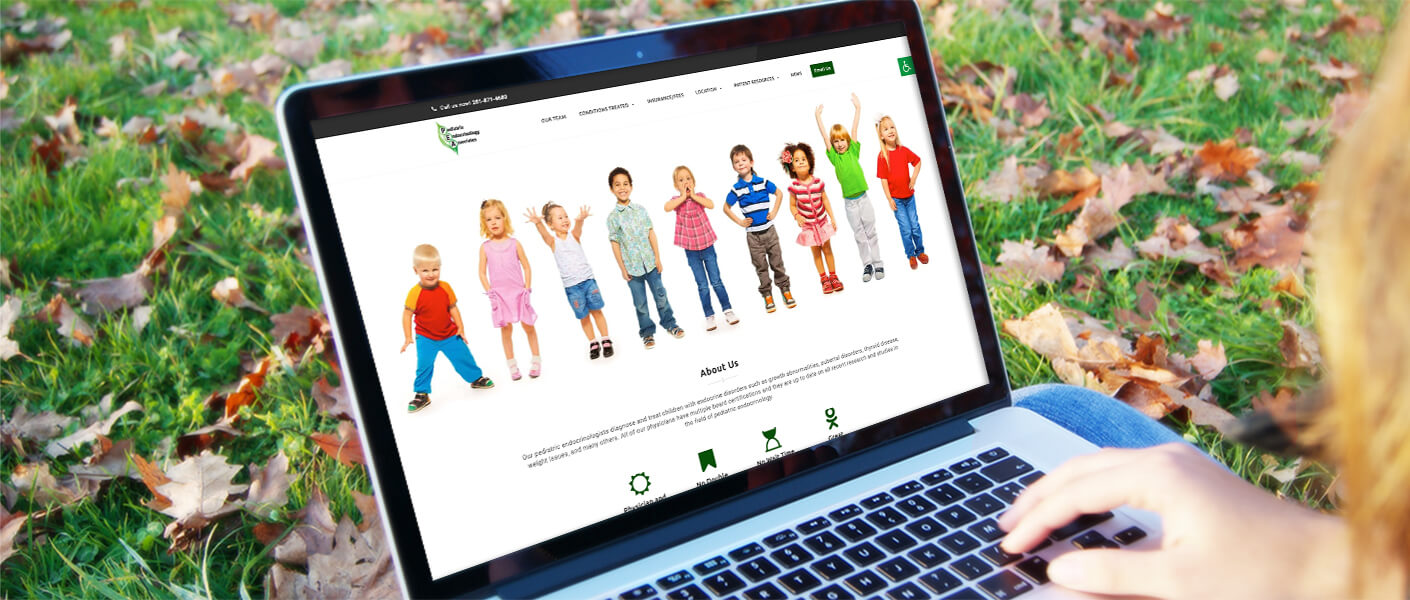 Call us now! 281-871-4680
Pediatric
Endocrinology
Associates
OUR TEAM
CONDITIONS TREATED
INSURANCE/FEES
LOCATION
PATIENT RESOURCES
NEWS
Email Us
About Us
Our pediatric endocrinologists diagnose and treat children with endocrine disorders such as growth abnormalities, pubertal disorders, thyroid disease,
weight issues, and many others. All of our physicians have multiple board certifications and they are up to date on all recent research and studies in
the field of pediatric endocrinology.
Physician and
No Double
No Wait Time
Great